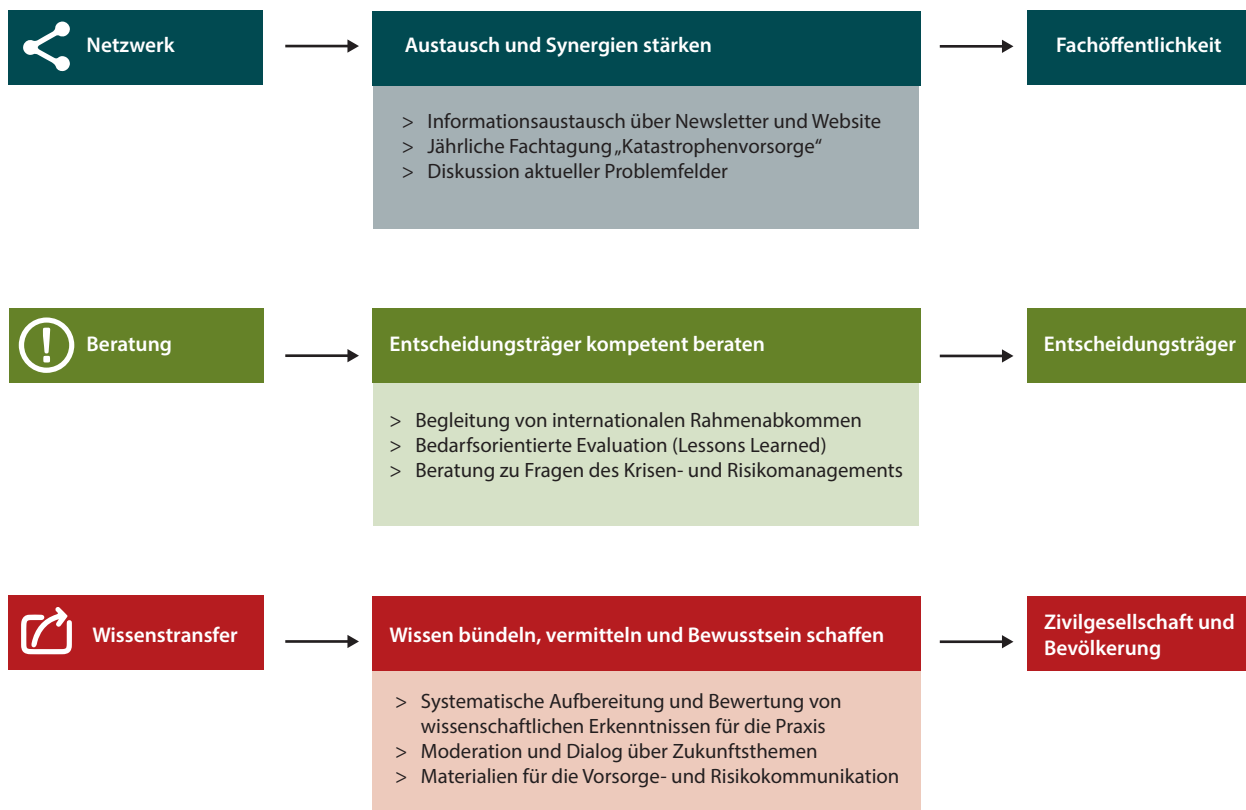 Netzwerk
Austausch und Synergien stärken
Fachöffentlichkeit
> Informationsaustausch über Newsletter und Website
> Jährliche Fachtagung „Katastrophenvorsorge“
> Diskussion aktueller Problemfelder
Beratung
Entscheidungsträger kompetent beraten
Entscheidungsträger
> Begleitung von internationalen Rahmenabkommen
> Bedarfsorientierte Evaluation (Lessons Learned)
> Beratung zu Fragen des Krisen- und Risikomanagements
Wissenstransfer
Wissen bündeln, vermitteln und Bewusstsein schaffen
Zivilgesellschaft und
Bevölkerung
> Systematische Aufbereitung und Bewertung von
wissenschaftlichen Erkenntnissen für die Praxis
> Moderation und Dialog über Zukunftsthemen
> Materialien für die Vorsorge- und Risikokommunikation